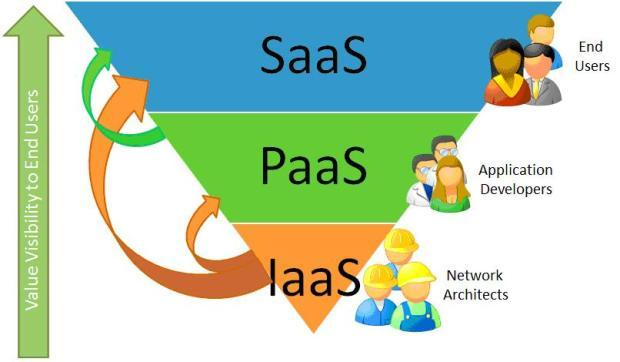 SaaS
End
Users
Value Visibility to End Users
PaaS
Application
Developers
IaaS
Network
Architects